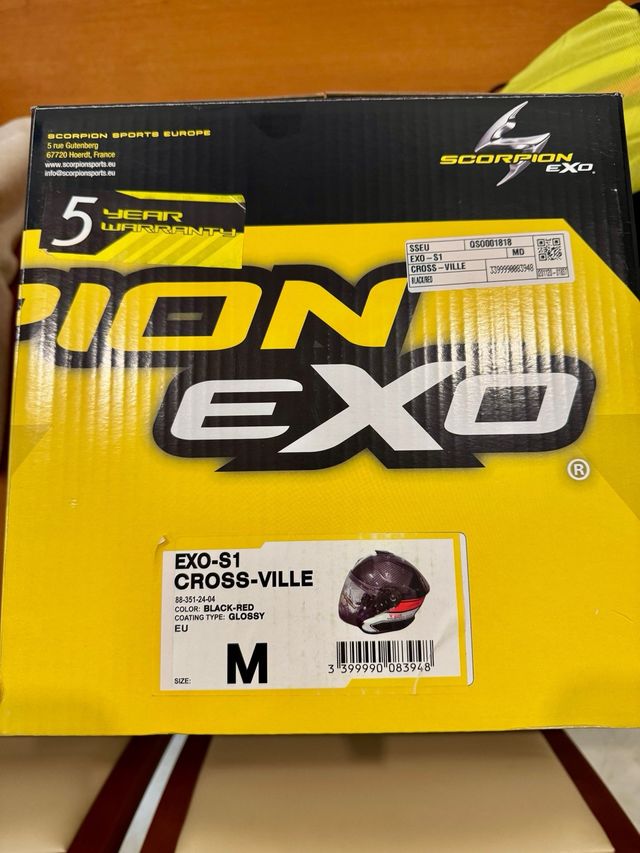 SCORPION SPORTS EUROPE
5 rue Gutenberg
67720 Hoerdt, France
www.scorpionsports.eu
info@scorpionsports.eu
SCORPION
EXO
5 YEAR
WARRANTY
SSEU QSO001818
EXO-S1 MD
CROSS-VILLE 3399990083948
BLACK/RED
PION
EXO
®
EXO-S1
CROSS-VILLE
88-351-24-04
COLOR: BLACK-RED
COATING TYPE: GLOSSY
EU
SIZE: M
3 399990 083948